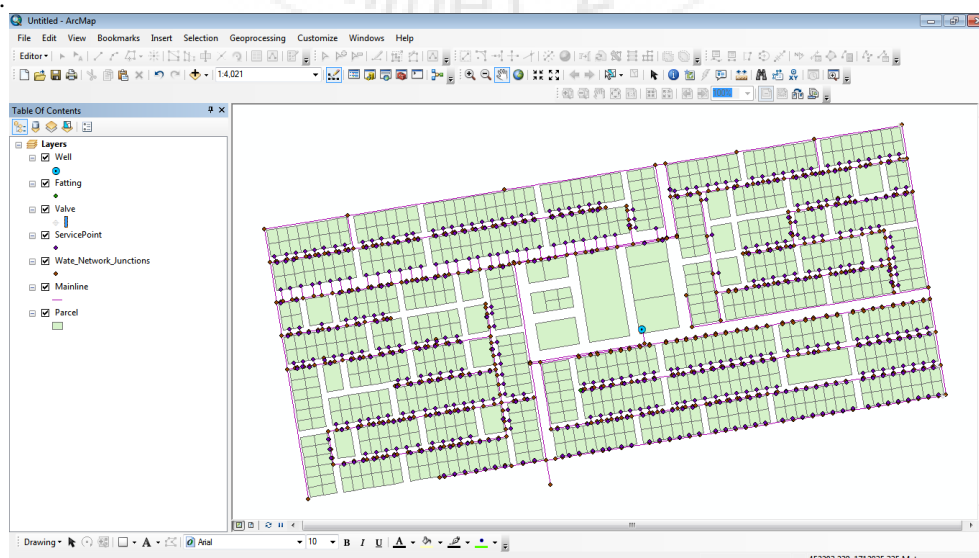 Untitled - ArcMap
File Edit View Bookmarks Insert Selection Geoprocessing Customize Windows Help
Editor
1:4,021
100%
Table Of Contents
Layers
Well
Fatting
Valve
ServicePoint
Wate_Network_Junctions
Mainline
Parcel
Drawing A Arial 10 B I U A